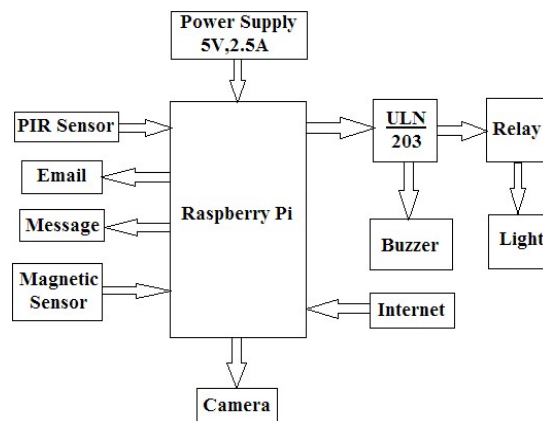 Power Supply
5V,2.5A
PIR Sensor
Email
Message
Magnetic
Sensor
Raspberry Pi
ULN
203
Relay
Buzzer
Light
Internet
Camera